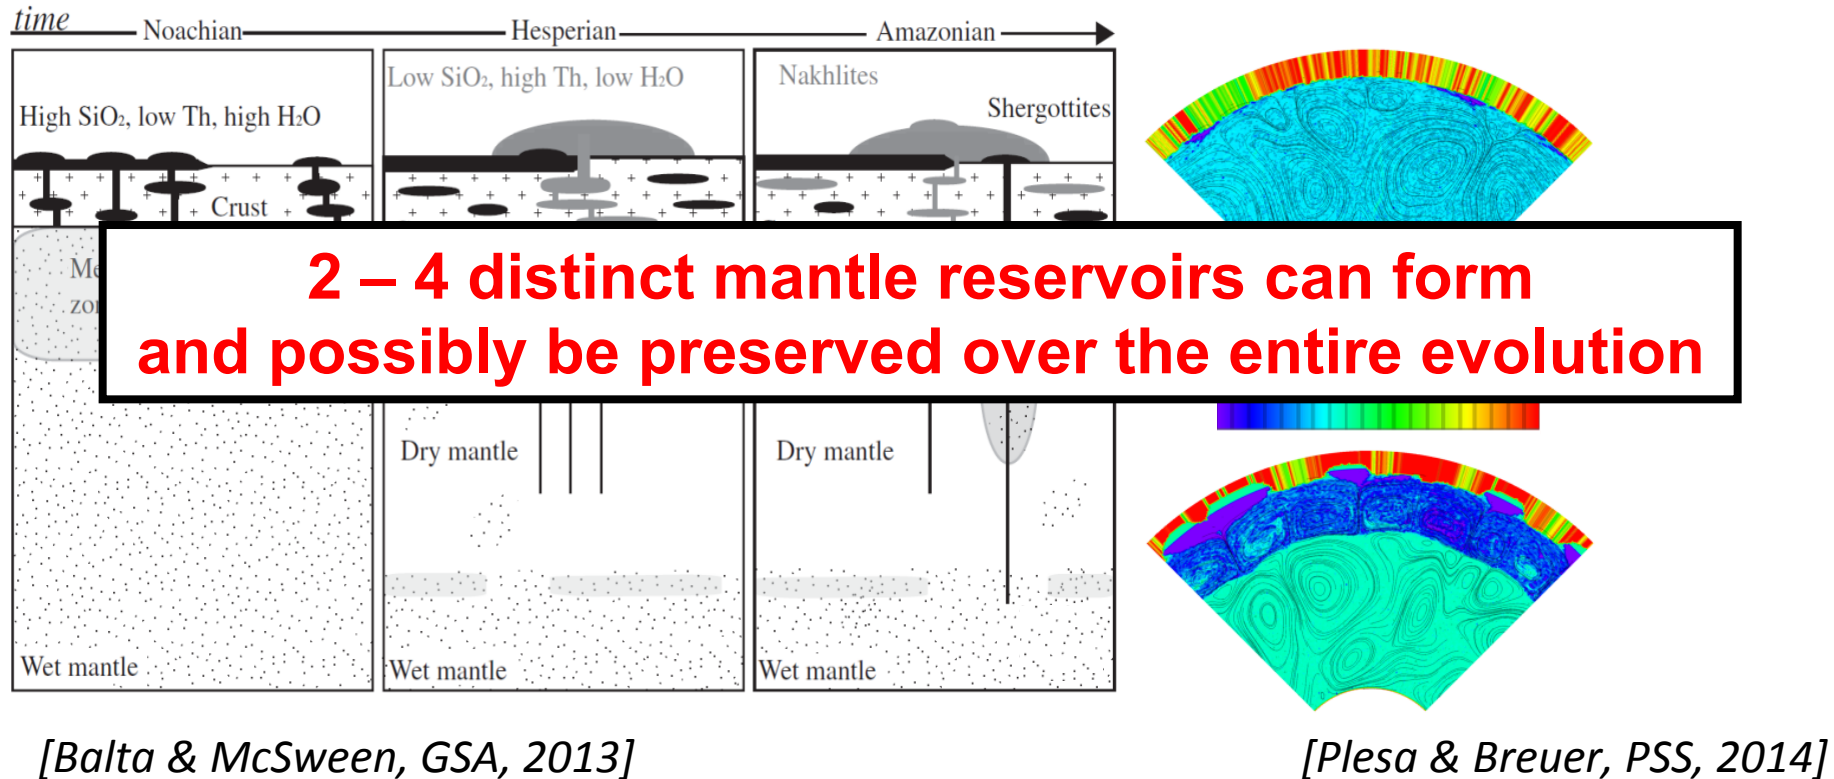 time
Noachian
Hesperian
Amazonian
High SiO₂, low Th, high H₂O
Low SiO₂, high Th, low H₂O
Nakhlites
Shergottites
Crust
2 – 4 distinct mantle reservoirs can form
and possibly be preserved over the entire evolution
Dry mantle
Dry mantle
Wet mantle
Wet mantle
Wet mantle
[Balta & McSween, GSA, 2013]
[Plesa & Breuer, PSS, 2014]